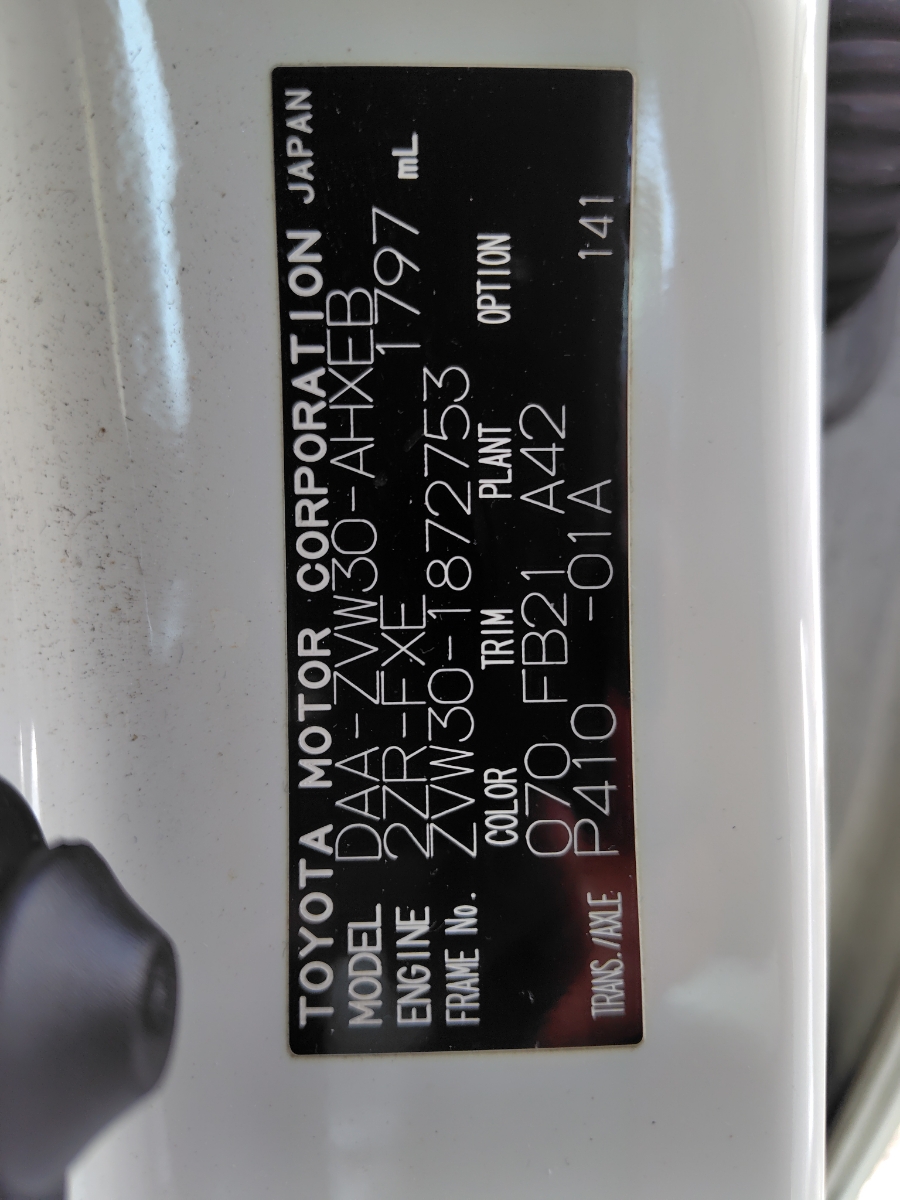 TOYOTA MOTOR CORPORATION JAPAN
MODEL DAA-ZVW30-AHXEB
ENGINE 2ZR-FXE 1797 mL
FRAME No. ZVW30-1872753
COLOR TRIM PLANT OPTION
070 FB21 A42
TRANS./AXLE P410 -01A 141